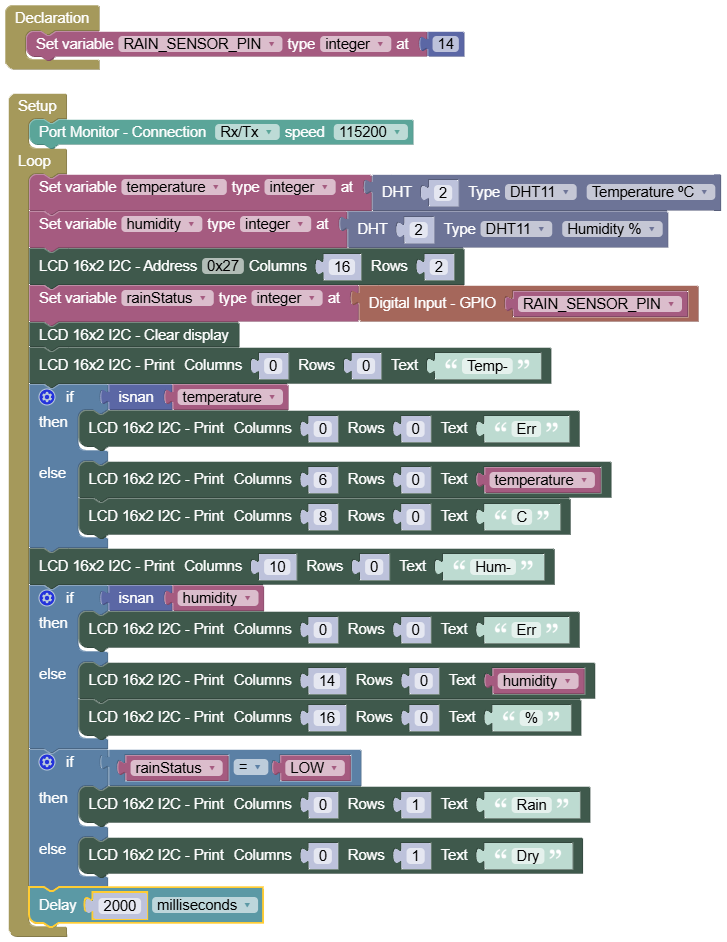 Declaration
Set variable RAIN_SENSOR_PIN type integer at 14
Setup
Port Monitor - Connection Rx/Tx speed 115200
Loop
Set variable temperature type integer at DHT 2 Type DHT11 Temperature ºC
Set variable humidity type integer at DHT 2 Type DHT11 Humidity %
LCD 16x2 I2C - Address 0x27 Columns 16 Rows 2
Set variable rainStatus type integer at Digital Input - GPIO RAIN_SENSOR_PIN
LCD 16x2 I2C - Clear display
LCD 16x2 I2C - Print Columns 0 Rows 0 Text “ Temp- ”
if isnan temperature
then LCD 16x2 I2C - Print Columns 0 Rows 0 Text “ Err ”
else LCD 16x2 I2C - Print Columns 6 Rows 0 Text temperature
LCD 16x2 I2C - Print Columns 8 Rows 0 Text “ C ”
LCD 16x2 I2C - Print Columns 10 Rows 0 Text “ Hum- ”
if isnan humidity
then LCD 16x2 I2C - Print Columns 0 Rows 0 Text “ Err ”
else LCD 16x2 I2C - Print Columns 14 Rows 0 Text humidity
LCD 16x2 I2C - Print Columns 16 Rows 0 Text “ % ”
if rainStatus = LOW
then LCD 16x2 I2C - Print Columns 0 Rows 1 Text “ Rain ”
else LCD 16x2 I2C - Print Columns 0 Rows 1 Text “ Dry ”
Delay 2000 milliseconds